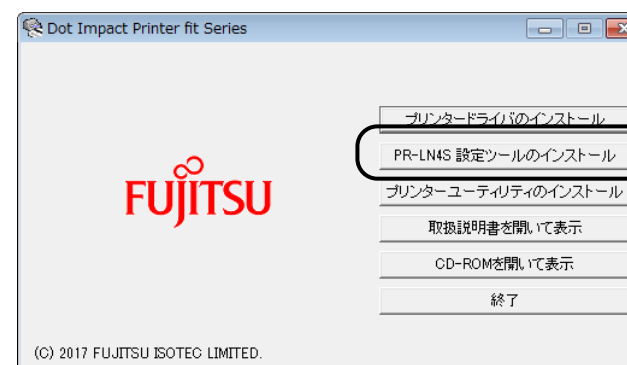 Dot Impact Printer fit Series
プリンタードライバのインストール
PR-LN4S 設定ツールのインストール
FUJITSU
プリンターユーティリティのインストール
取扱説明書を開いて表示
CD-ROMを開いて表示
終了
(C) 2017 FUJITSU ISOTEC LIMITED.